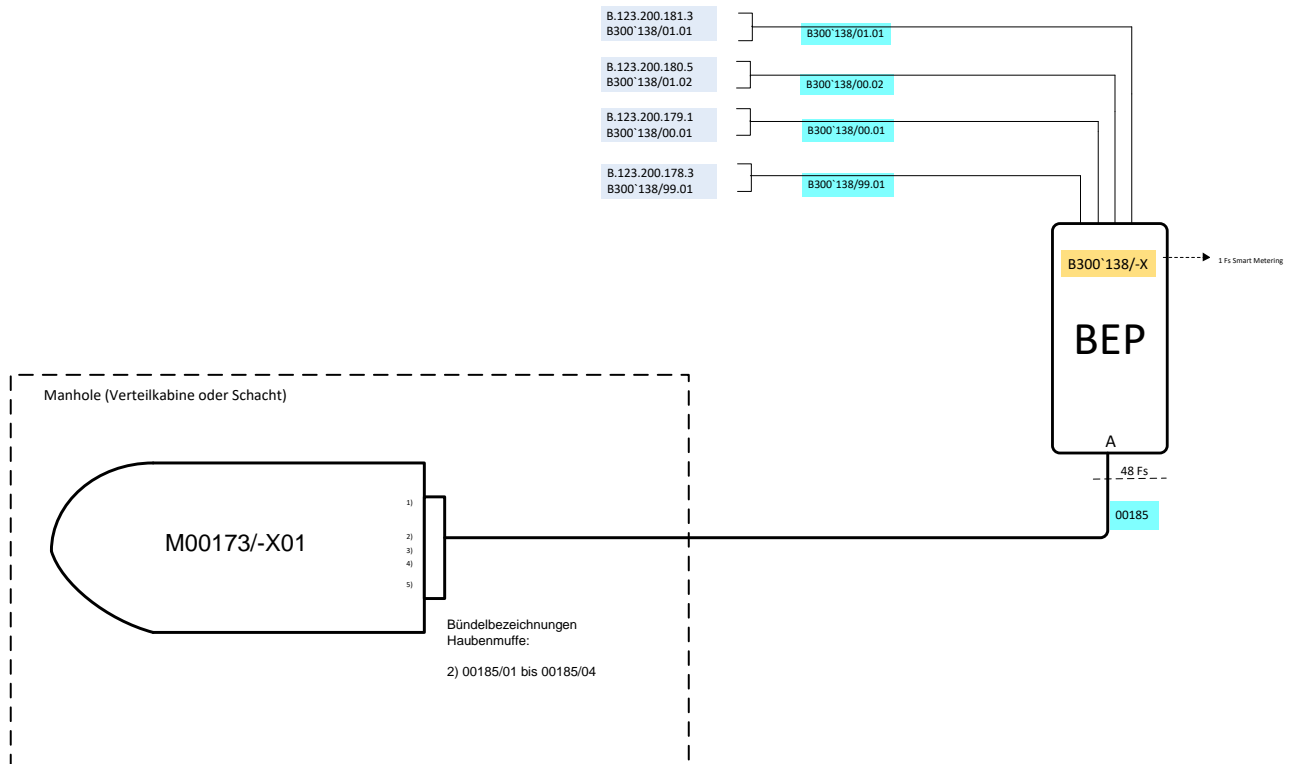 B.123.200.181.3
B300`138/01.01
B300`138/01.01
B.123.200.180.5
B300`138/01.02
B300`138/00.02
B.123.200.179.1
B300`138/00.01
B300`138/00.01
B.123.200.178.3
B300`138/99.01
B300`138/99.01
B300`138/-X
1 Fs Smart Metering
BEP
A
48 Fs
00185
Manhole (Verteilkabine oder Schacht)
M00173/-X01
1)
2)
3)
4)
5)
Bündelbezeichnungen
Haubenmuffe:
2) 00185/01 bis 00185/04